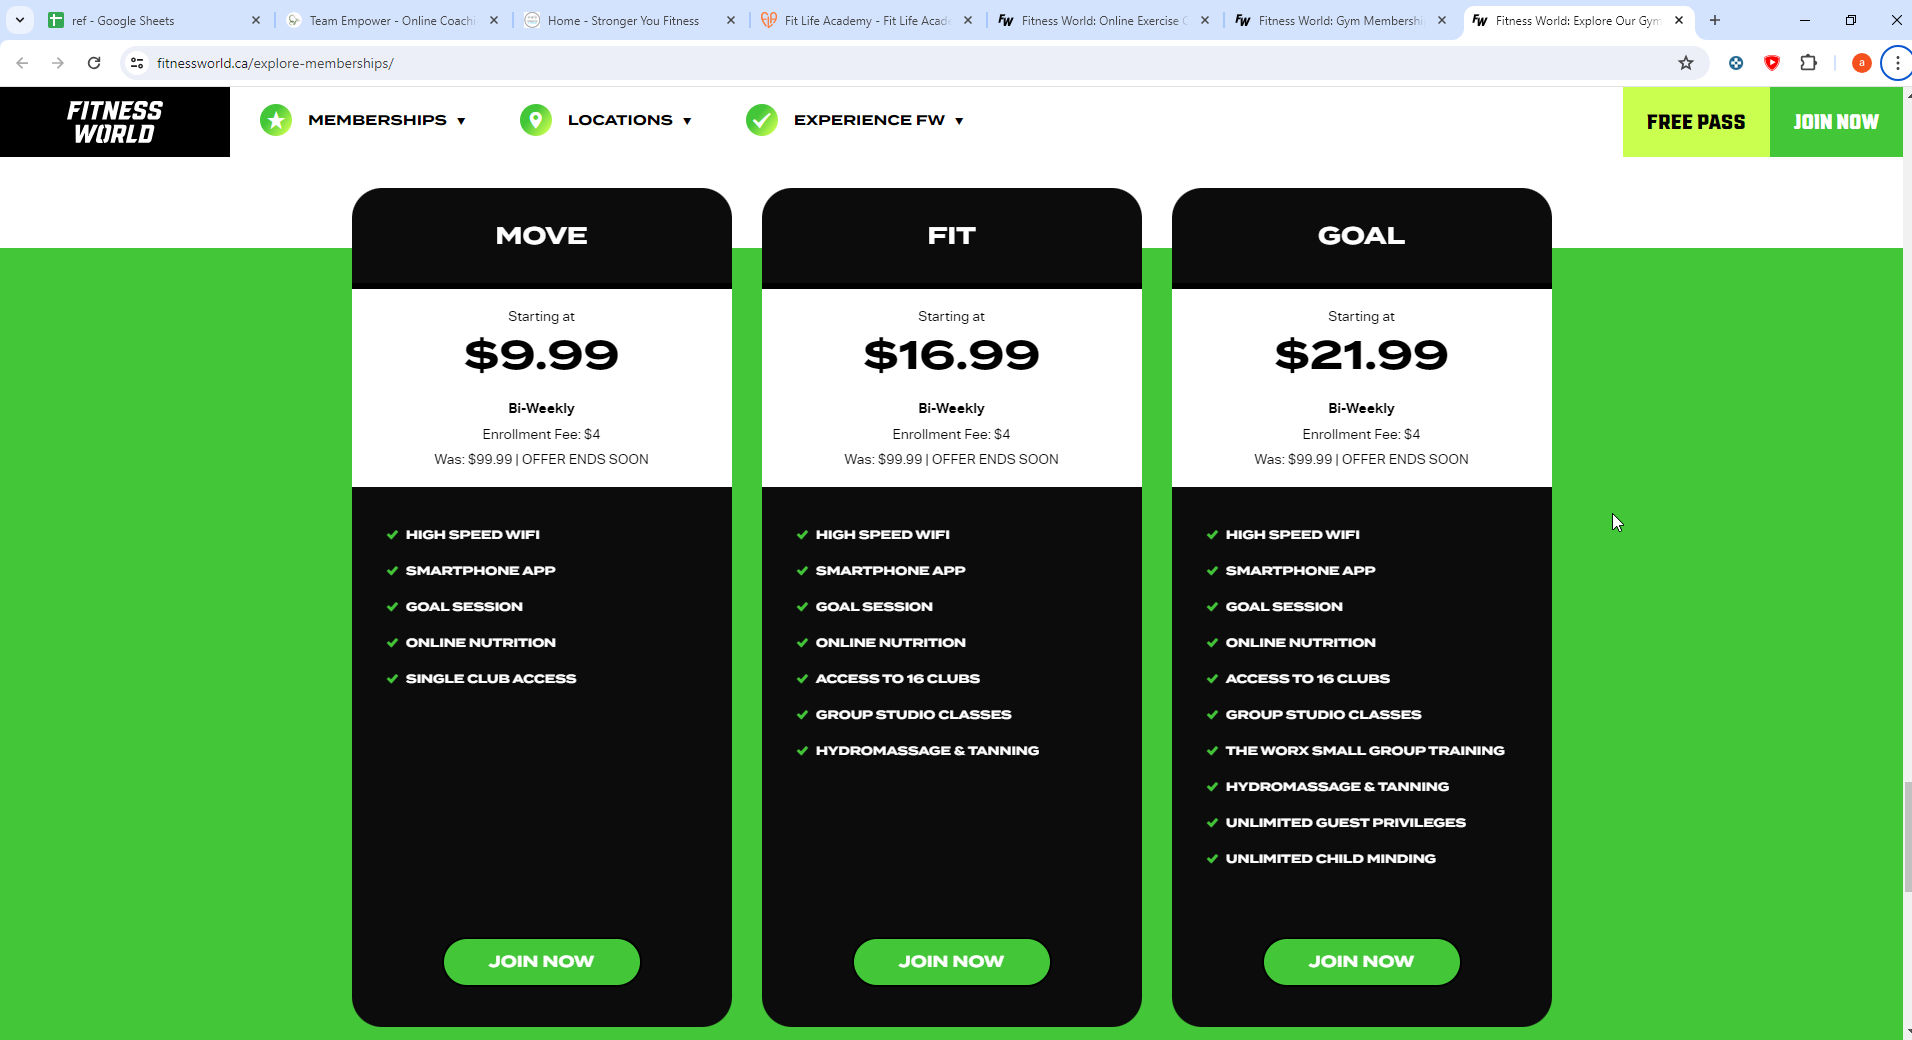 ref - Google Sheets
Team Empower - Online Coachi
Home - Stronger You Fitness
Fit Life Academy - Fit Life Acad
FW Fitness World: Online Exercise C
FW Fitness World: Gym Membershi
FW Fitness World: Explore Our Gym
fitnessworld.ca/explore-memberships/
a
FITNESS
WORLD
MEMBERSHIPS
LOCATIONS
EXPERIENCE FW
FREE PASS
JOIN NOW
MOVE
Starting at
$9.99
Bi-Weekly
Enrollment Fee: $4
Was: $99.99 | OFFER ENDS SOON
HIGH SPEED WIFI
SMARTPHONE APP
GOAL SESSION
ONLINE NUTRITION
SINGLE CLUB ACCESS
JOIN NOW
FIT
Starting at
$16.99
Bi-Weekly
Enrollment Fee: $4
Was: $99.99 | OFFER ENDS SOON
HIGH SPEED WIFI
SMARTPHONE APP
GOAL SESSION
ONLINE NUTRITION
ACCESS TO 16 CLUBS
GROUP STUDIO CLASSES
HYDROMASSAGE & TANNING
JOIN NOW
GOAL
Starting at
$21.99
Bi-Weekly
Enrollment Fee: $4
Was: $99.99 | OFFER ENDS SOON
HIGH SPEED WIFI
SMARTPHONE APP
GOAL SESSION
ONLINE NUTRITION
ACCESS TO 16 CLUBS
GROUP STUDIO CLASSES
THE WORX SMALL GROUP TRAINING
HYDROMASSAGE & TANNING
UNLIMITED GUEST PRIVILEGES
UNLIMITED CHILD MINDING
JOIN NOW